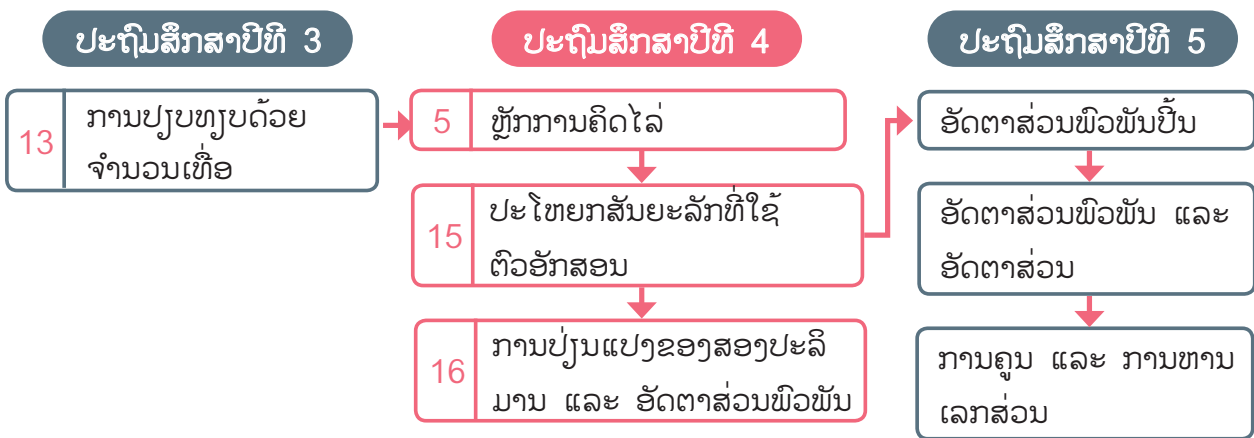 ປະຖົມສຶກສາປີທີ 3
13
ການປຽບທຽບດ້ວຍ
ຈຳນວນເທື່ອ
ປະຖົມສຶກສາປີທີ 4
5
ຫຼັກການຄິດໄລ່
15
ປະໂຫຍກສັນຍະລັກທີ່ໃຊ້
ຕົວອັກສອນ
16
ການປ່ຽນແປງຂອງສອງປະລິ
ມານ ແລະ ອັດຕາສ່ວນພົວພັນ
ປະຖົມສຶກສາປີທີ 5
ອັດຕາສ່ວນພົວພັນປີ້ນ
ອັດຕາສ່ວນພົວພັນ ແລະ
ອັດຕາສ່ວນ
ການຄູນ ແລະ ການຫານ
ເລກສ່ວນ